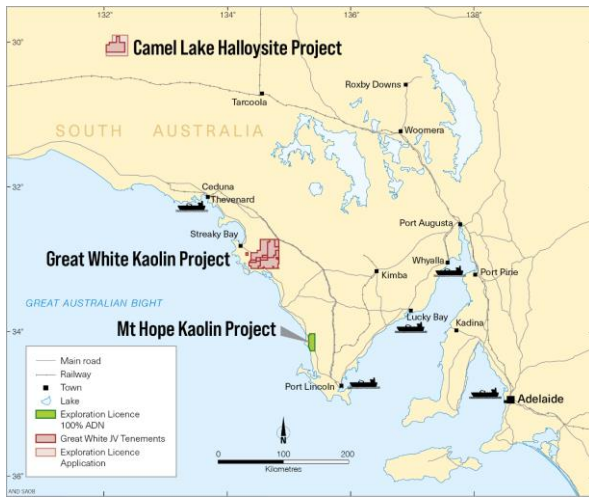 132°
134°
136°
138°
30°
Camel Lake Halloysite Project
Roxby Downs
Tarcoola
Woomera
SOUTH AUSTRALIA
32°
Ceduna
Thevenard
Port Augusta
Streaky Bay
Great White Kaolin Project
Whyalla
Kimba
Port Pirie
GREAT AUSTRALIAN BIGHT
Lucky Bay
Kadina
34°
Mt Hope Kaolin Project
Main road
Railway
Town
Lake
Exploration Licence
100% ADN
Great White JV Tenements
Exploration Licence
Application
Port Lincoln
Adelaide
N
0 100 200
Kilometres
36°
AND SA08